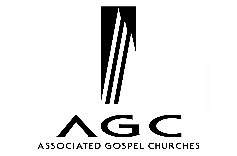 AGC
ASSOCIATED GOSPEL CHURCHES